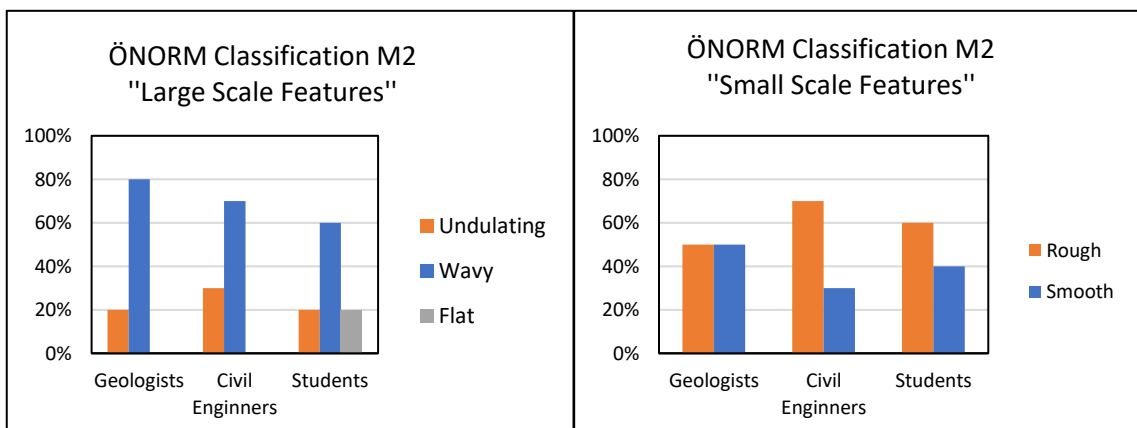 ÖNORM Classification M2
"Large Scale Features"
100%
80%
60%
40%
20%
0%
Geologists
Civil
Enginners
Students
Undulating
Wavy
Flat
ÖNORM Classification M2
"Small Scale Features"
100%
80%
60%
40%
20%
0%
Geologists
Civil
Enginners
Students
Rough
Smooth